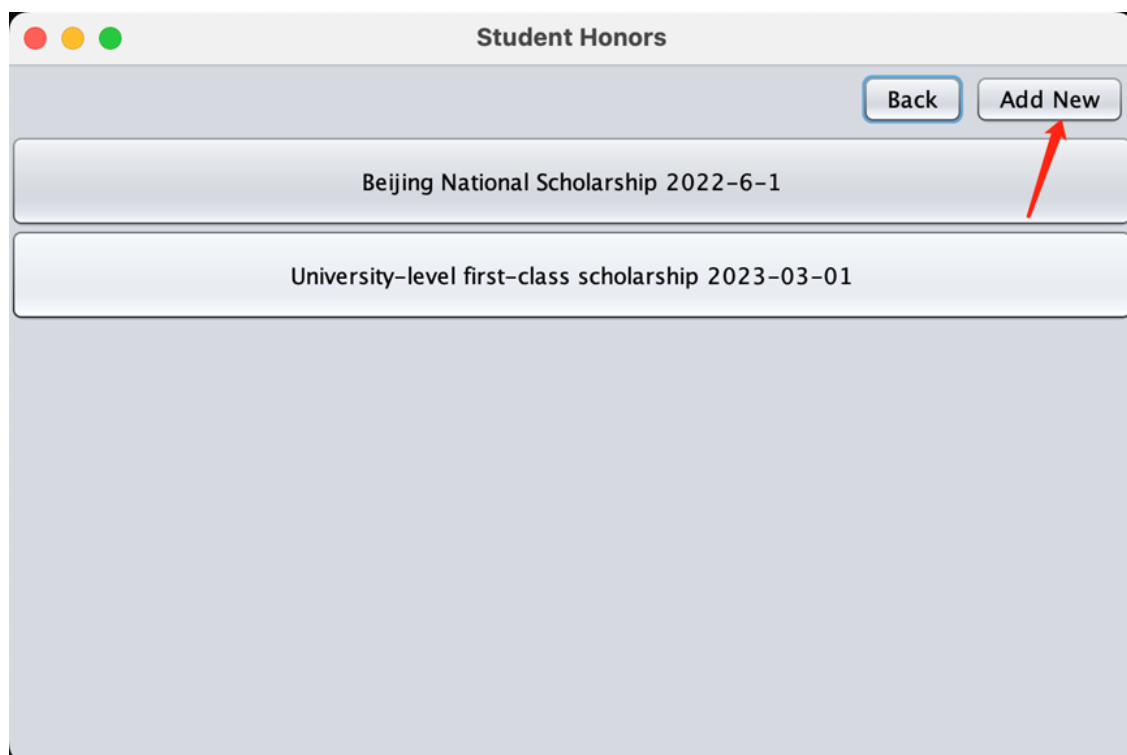 Student Honors
Back Add New
Beijing National Scholarship 2022-6-1
University-level first-class scholarship 2023-03-01